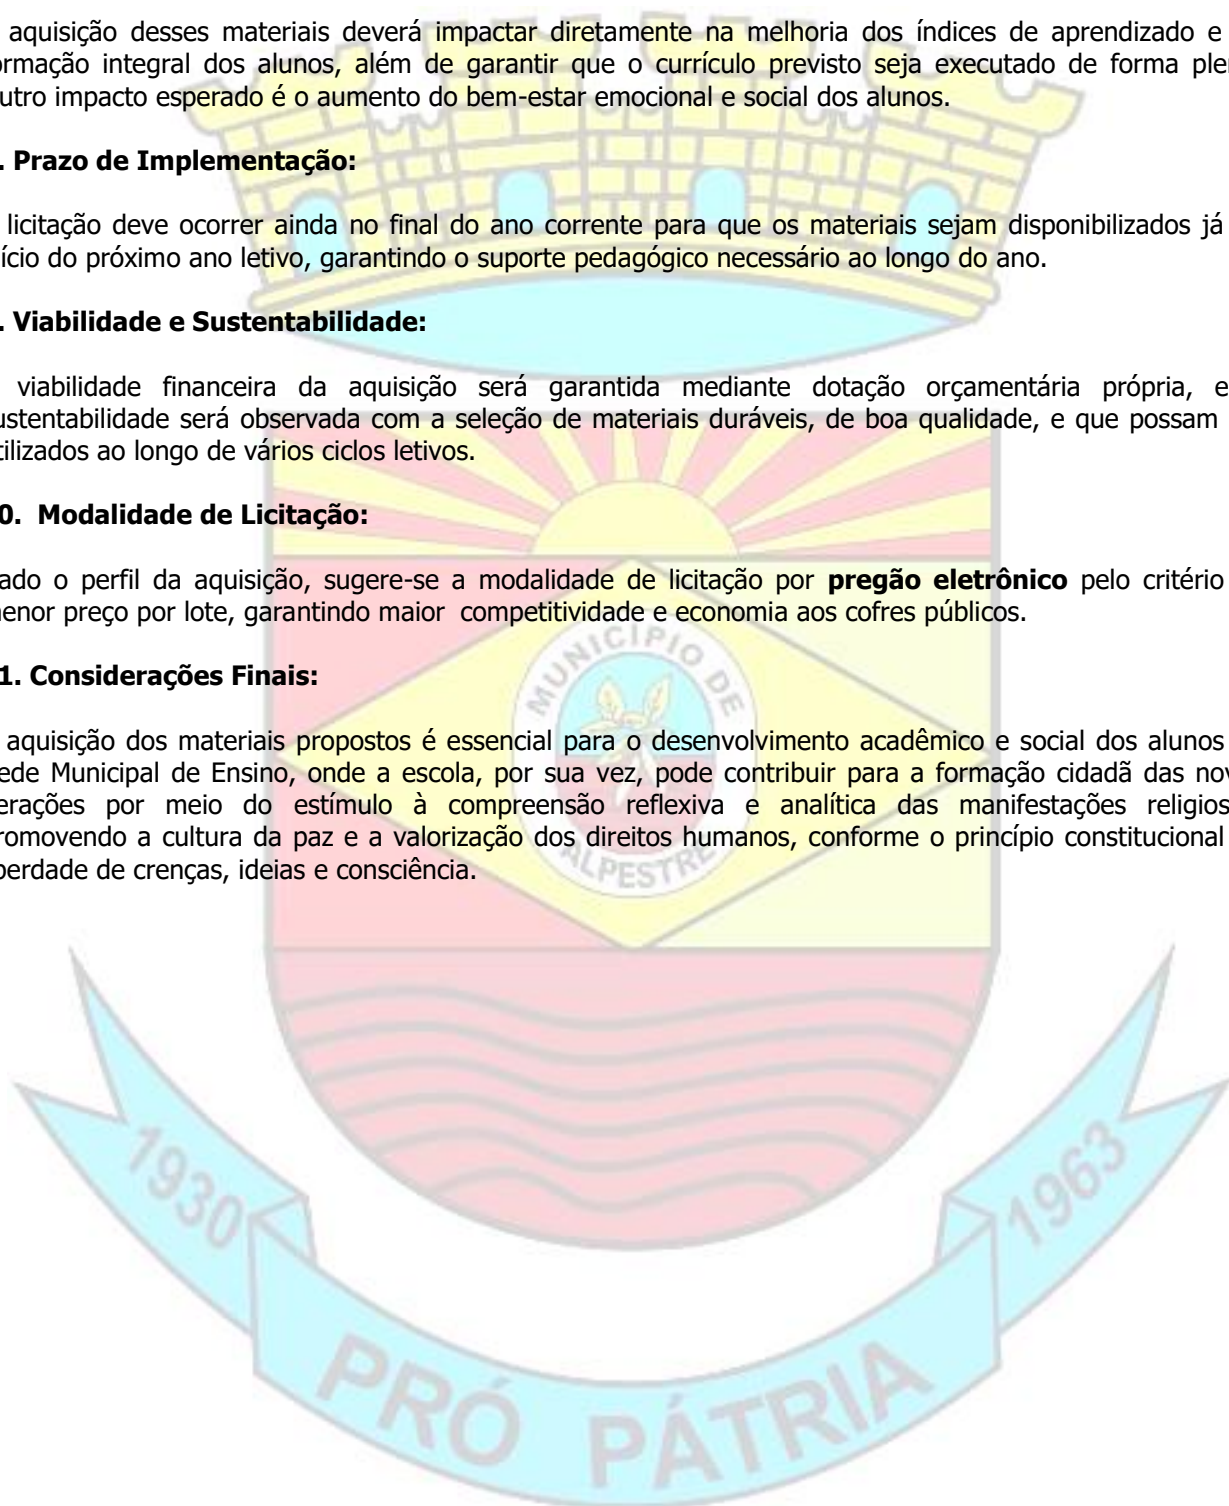 aquisição desses materiais deverá impactar diretamente na melhoria dos índices de aprendizado e
ormação integral dos alunos, além de garantir que o currículo previsto seja executado de forma ple
utro impacto esperado é o aumento do bem-estar emocional e social dos alunos.
. Prazo de Implementação:
licitação deve ocorrer ainda no final do ano corrente para que os materiais sejam disponibilizados já
ício do próximo ano letivo, garantindo o suporte pedagógico necessário ao longo do ano.
. Viabilidade e Sustentabilidade:
viabilidade financeira da aquisição será garantida mediante dotação orçamentária própria, e
ustentabilidade será observada com a seleção de materiais duráveis, de boa qualidade, e que possam
tilizados ao longo de vários ciclos letivos.
0. Modalidade de Licitação:
ado o perfil da aquisição, sugere-se a modalidade de licitação por pregão eletrônico pelo critério
enor preço por lote, garantindo maior competitividade e economia aos cofres públicos.
1. Considerações Finais:
aquisição dos materiais propostos é essencial para o desenvolvimento acadêmico e social dos alunos
ede Municipal de Ensino, onde a escola, por sua vez, pode contribuir para a formação cidadã das nov
erações por meio do estímulo à compreensão reflexiva e analítica das manifestações religios
romovendo a cultura da paz e a valorização dos direitos humanos, conforme o princípio constitucional
berdade de crenças, ideias e consciência.
MUNICÍPIO DE
ALPESTRE
1930
1963
PRÓ PÁTRIA